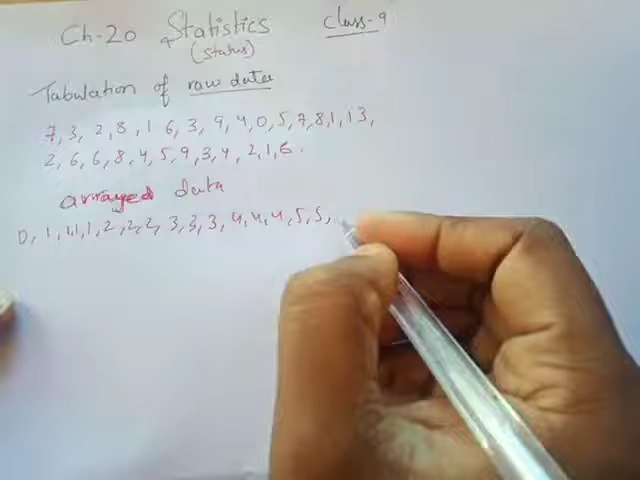 Ch-20 Statistics Class-9
(status)
Tabulation of raw data
7, 3, 2, 8, 1 6, 3, 9, 4, 0, 5, 7, 8, 1, 13,
2, 6, 6, 8, 4, 5, 9, 3, 4, 2, 1, 6.
arranged data
0, 1, 1, 1, 1, 2, 2, 2, 3, 3, 3, 4, 4, 4, 5, 5,